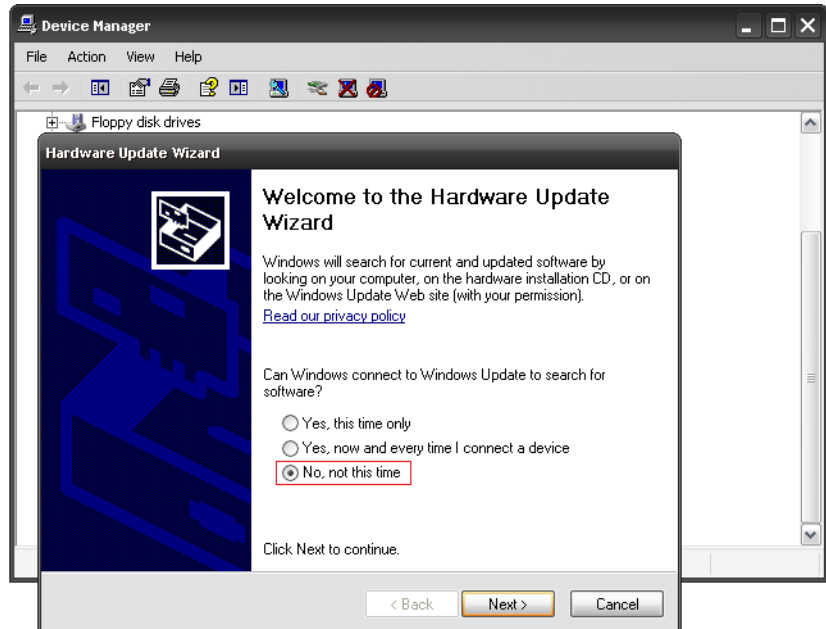 Device Manager
File Action View Help
Floppy disk drives
Hardware Update Wizard
Welcome to the Hardware Update
Wizard
Windows will search for current and updated software by
looking on your computer, on the hardware installation CD, or on
the Windows Update Web site (with your permission).
Read our privacy policy
Can Windows connect to Windows Update to search for
software?
Yes, this time only
Yes, now and every time I connect a device
No, not this time
Click Next to continue.
< Back Next > Cancel